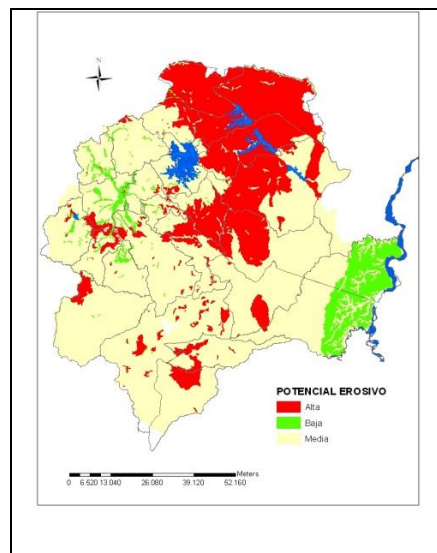 N
POTENCIAL EROSIVO
Alta
Baja
Media
Meters
0 6.520 13.040 26.080 39.120 52.160